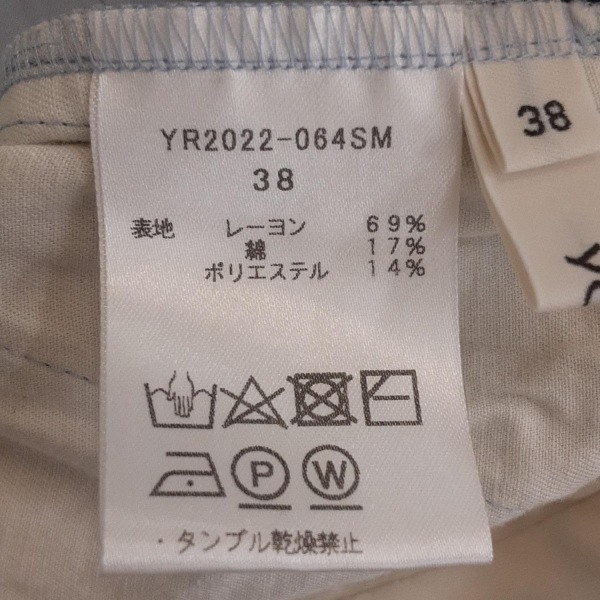 YR2022-064SM
38
表地 レーヨン 69%
綿 17%
ポリエステル 14%
P W
・タンブル乾燥禁止
38